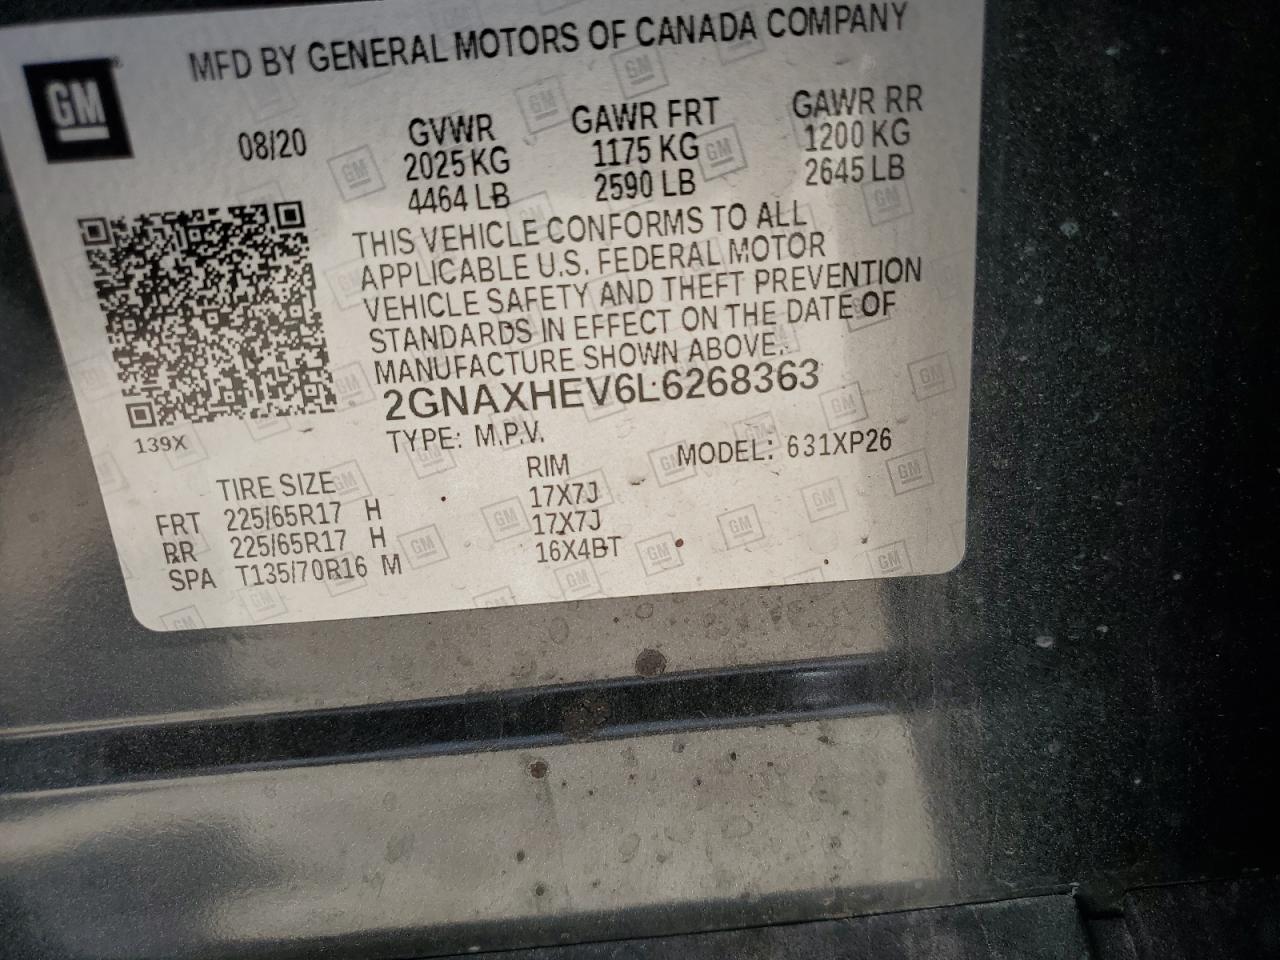 MFD BY GENERAL MOTORS OF CANADA COMPANY
GM
08/20
GVWR GAWR FRT GAWR RR
2025 KG 1175 KG 1200 KG
4464 LB 2590 LB 2645 LB
THIS VEHICLE CONFORMS TO ALL
APPLICABLE U.S. FEDERAL MOTOR
VEHICLE SAFETY AND THEFT PREVENTION
STANDARDS IN EFFECT ON THE DATE OF
MANUFACTURE SHOWN ABOVE.
2GNAXHEV6L6268363
139X
TYPE: M.P.V. MODEL: 631XP26
TIRE SIZE RIM
FRT 225/65R17 H 17X7J
RR 225/65R17 H 17X7J
SPA T135/70R16 M 16X4BT